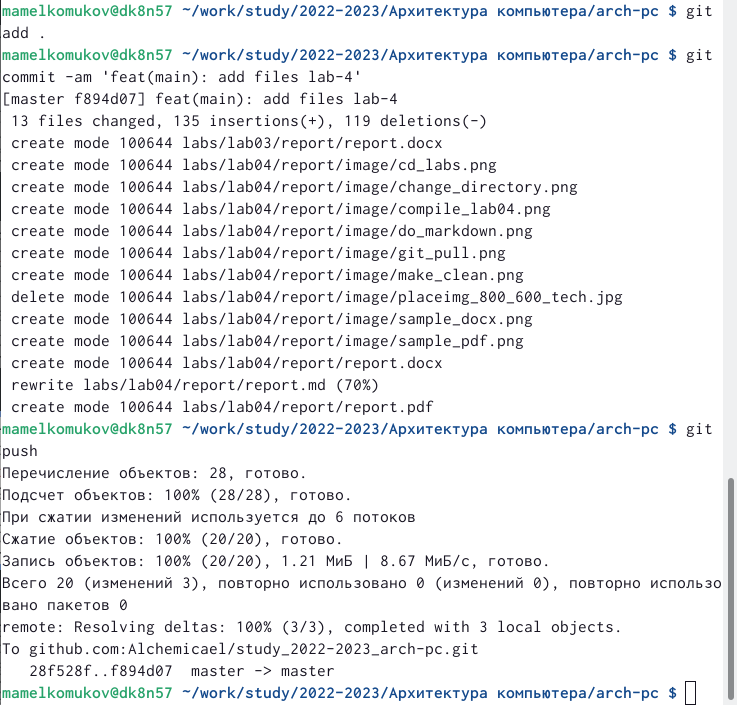 mamelkomukov@dk8n57 ~/work/study/2022-2023/Архитектура компьютера/arch-pc $ git
add .
mamelkomukov@dk8n57 ~/work/study/2022-2023/Архитектура компьютера/arch-pc $ git
commit -am 'feat(main): add files lab-4'
[master f894d07] feat(main): add files lab-4
 13 files changed, 135 insertions(+), 119 deletions(-)
 create mode 100644 labs/lab03/report/report.docx
 create mode 100644 labs/lab04/report/image/cd_labs.png
 create mode 100644 labs/lab04/report/image/change_directory.png
 create mode 100644 labs/lab04/report/image/compile_lab04.png
 create mode 100644 labs/lab04/report/image/do_markdown.png
 create mode 100644 labs/lab04/report/image/git_pull.png
 create mode 100644 labs/lab04/report/image/make_clean.png
 delete mode 100644 labs/lab04/report/image/placeimg_800_600_tech.jpg
 create mode 100644 labs/lab04/report/image/sample_docx.png
 create mode 100644 labs/lab04/report/image/sample_pdf.png
 create mode 100644 labs/lab04/report/report.docx
 rewrite labs/lab04/report/report.md (70%)
 create mode 100644 labs/lab04/report/report.pdf
mamelkomukov@dk8n57 ~/work/study/2022-2023/Архитектура компьютера/arch-pc $ git
push
Перечисление объектов: 28, готово.
Подсчет объектов: 100% (28/28), готово.
При сжатии изменений используется до 6 потоков
Сжатие объектов: 100% (20/20), готово.
Запись объектов: 100% (20/20), 1.21 МиБ | 8.67 МиБ/с, готово.
Всего 20 (изменений 3), повторно использовано 0 (изменений 0), повторно использо
вано пакетов 0
remote: Resolving deltas: 100% (3/3), completed with 3 local objects.
To github.com:Alchemicael/study_2022-2023_arch-pc.git
   28f528f..f894d07  master -> master
mamelkomukov@dk8n57 ~/work/study/2022-2023/Архитектура компьютера/arch-pc $